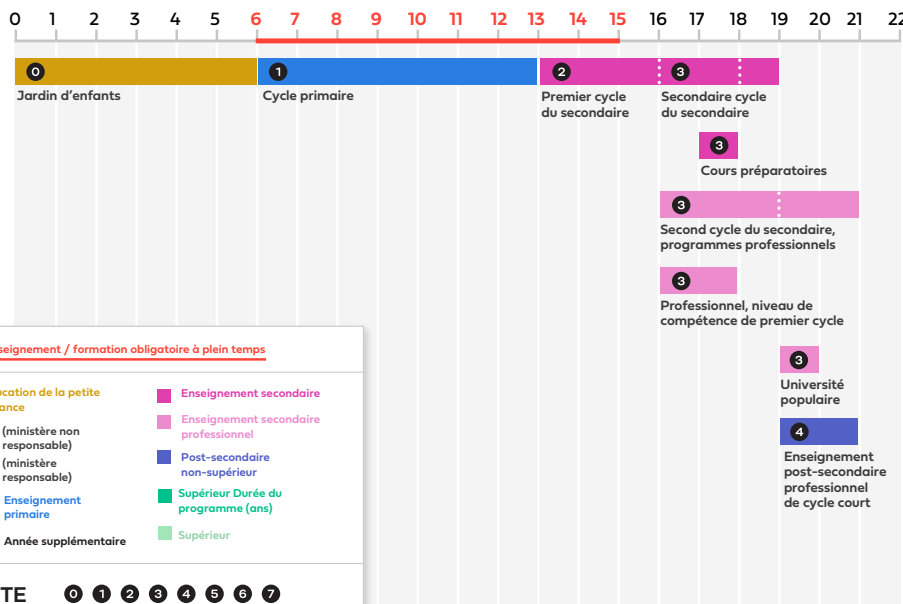 0 1 2 3 4 5 6 7 8 9 10 11 12 13 14 15 16 17 18 19 20 21 22
0 1 2 3
Jardin d'enfants
Cycle primaire
Premier cycle
du secondaire
Secondaire cycle
du secondaire
3
Cours préparatoires
3
Second cycle du secondaire,
programmes professionnels
3
Professionnel, niveau de
compétence de premier cycle
3
Université
populaire
4
Enseignement
post-secondaire
professionnel
de cycle court
seignement / formation obligatoire à plein temps
ucation de la petite
ance
(ministère non
responsable)
(ministère
responsable)
Enseignement
primaire
Année supplémentaire
Enseignement secondaire
Enseignement secondaire
professionnel
Post-secondaire
non-supérieur
Supérieur Durée du
programme (ans)
Supérieur
TE 0 1 2 3 4 5 6 7